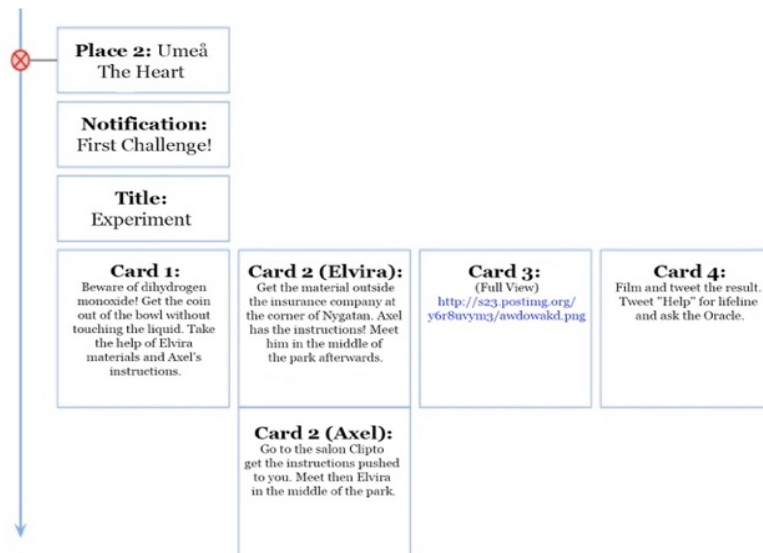 Place 2: Umeå
The Heart
Notification:
First Challenge!
Title:
Experiment
Card 1:
Beware of dihydrogen
monoxide! Get the coin
out of the bowl without
touching the liquid. Take
the help of Elvira
materials and Axel's
instructions.
Card 2 (Elvira):
Get the material outside
the insurance company at
the corner of Nygatan. Axel
has the instructions! Meet
him in the middle of
the park afterwards.
Card 3:
(Full View)
http://s23.postimg.org/
y6r8uvym3/awdowakd.png
Card 4:
Film and tweet the result.
Tweet "Help" for lifeline
and ask the Oracle.
Card 2 (Axel):
Go to the salon Clipto
get the instructions pushed
to you. Meet then Elvira
in the middle of the park.